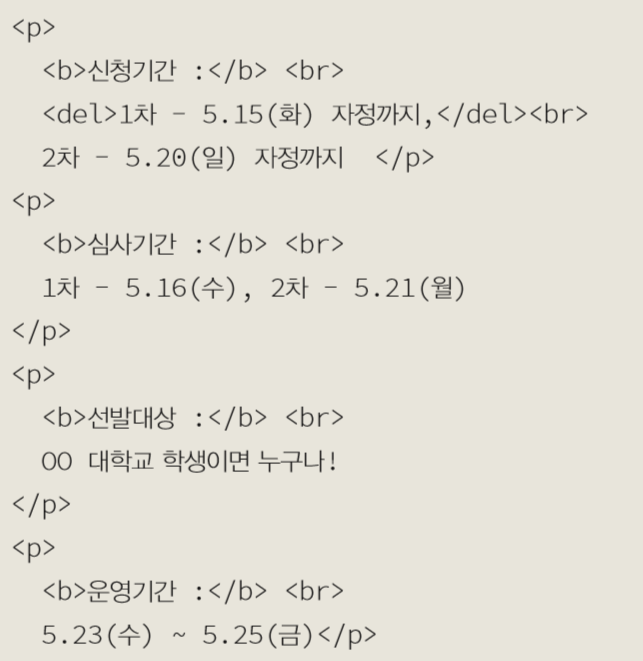 <p>
<b>신청기간 :</b> <br>
<del>1차 - 5.15(화) 자정까지,</del><br>
2차 - 5.20(일) 자정까지  </p>
<p>
<b>심사기간 :</b> <br>
1차 - 5.16(수), 2차 - 5.21(월)
</p>
<p>
<b>선발대상 :</b> <br>
OO 대학교 학생이면 누구나!
</p>
<p>
<b>운영기간 :</b> <br>
5.23(수) ~ 5.25(금)</p>